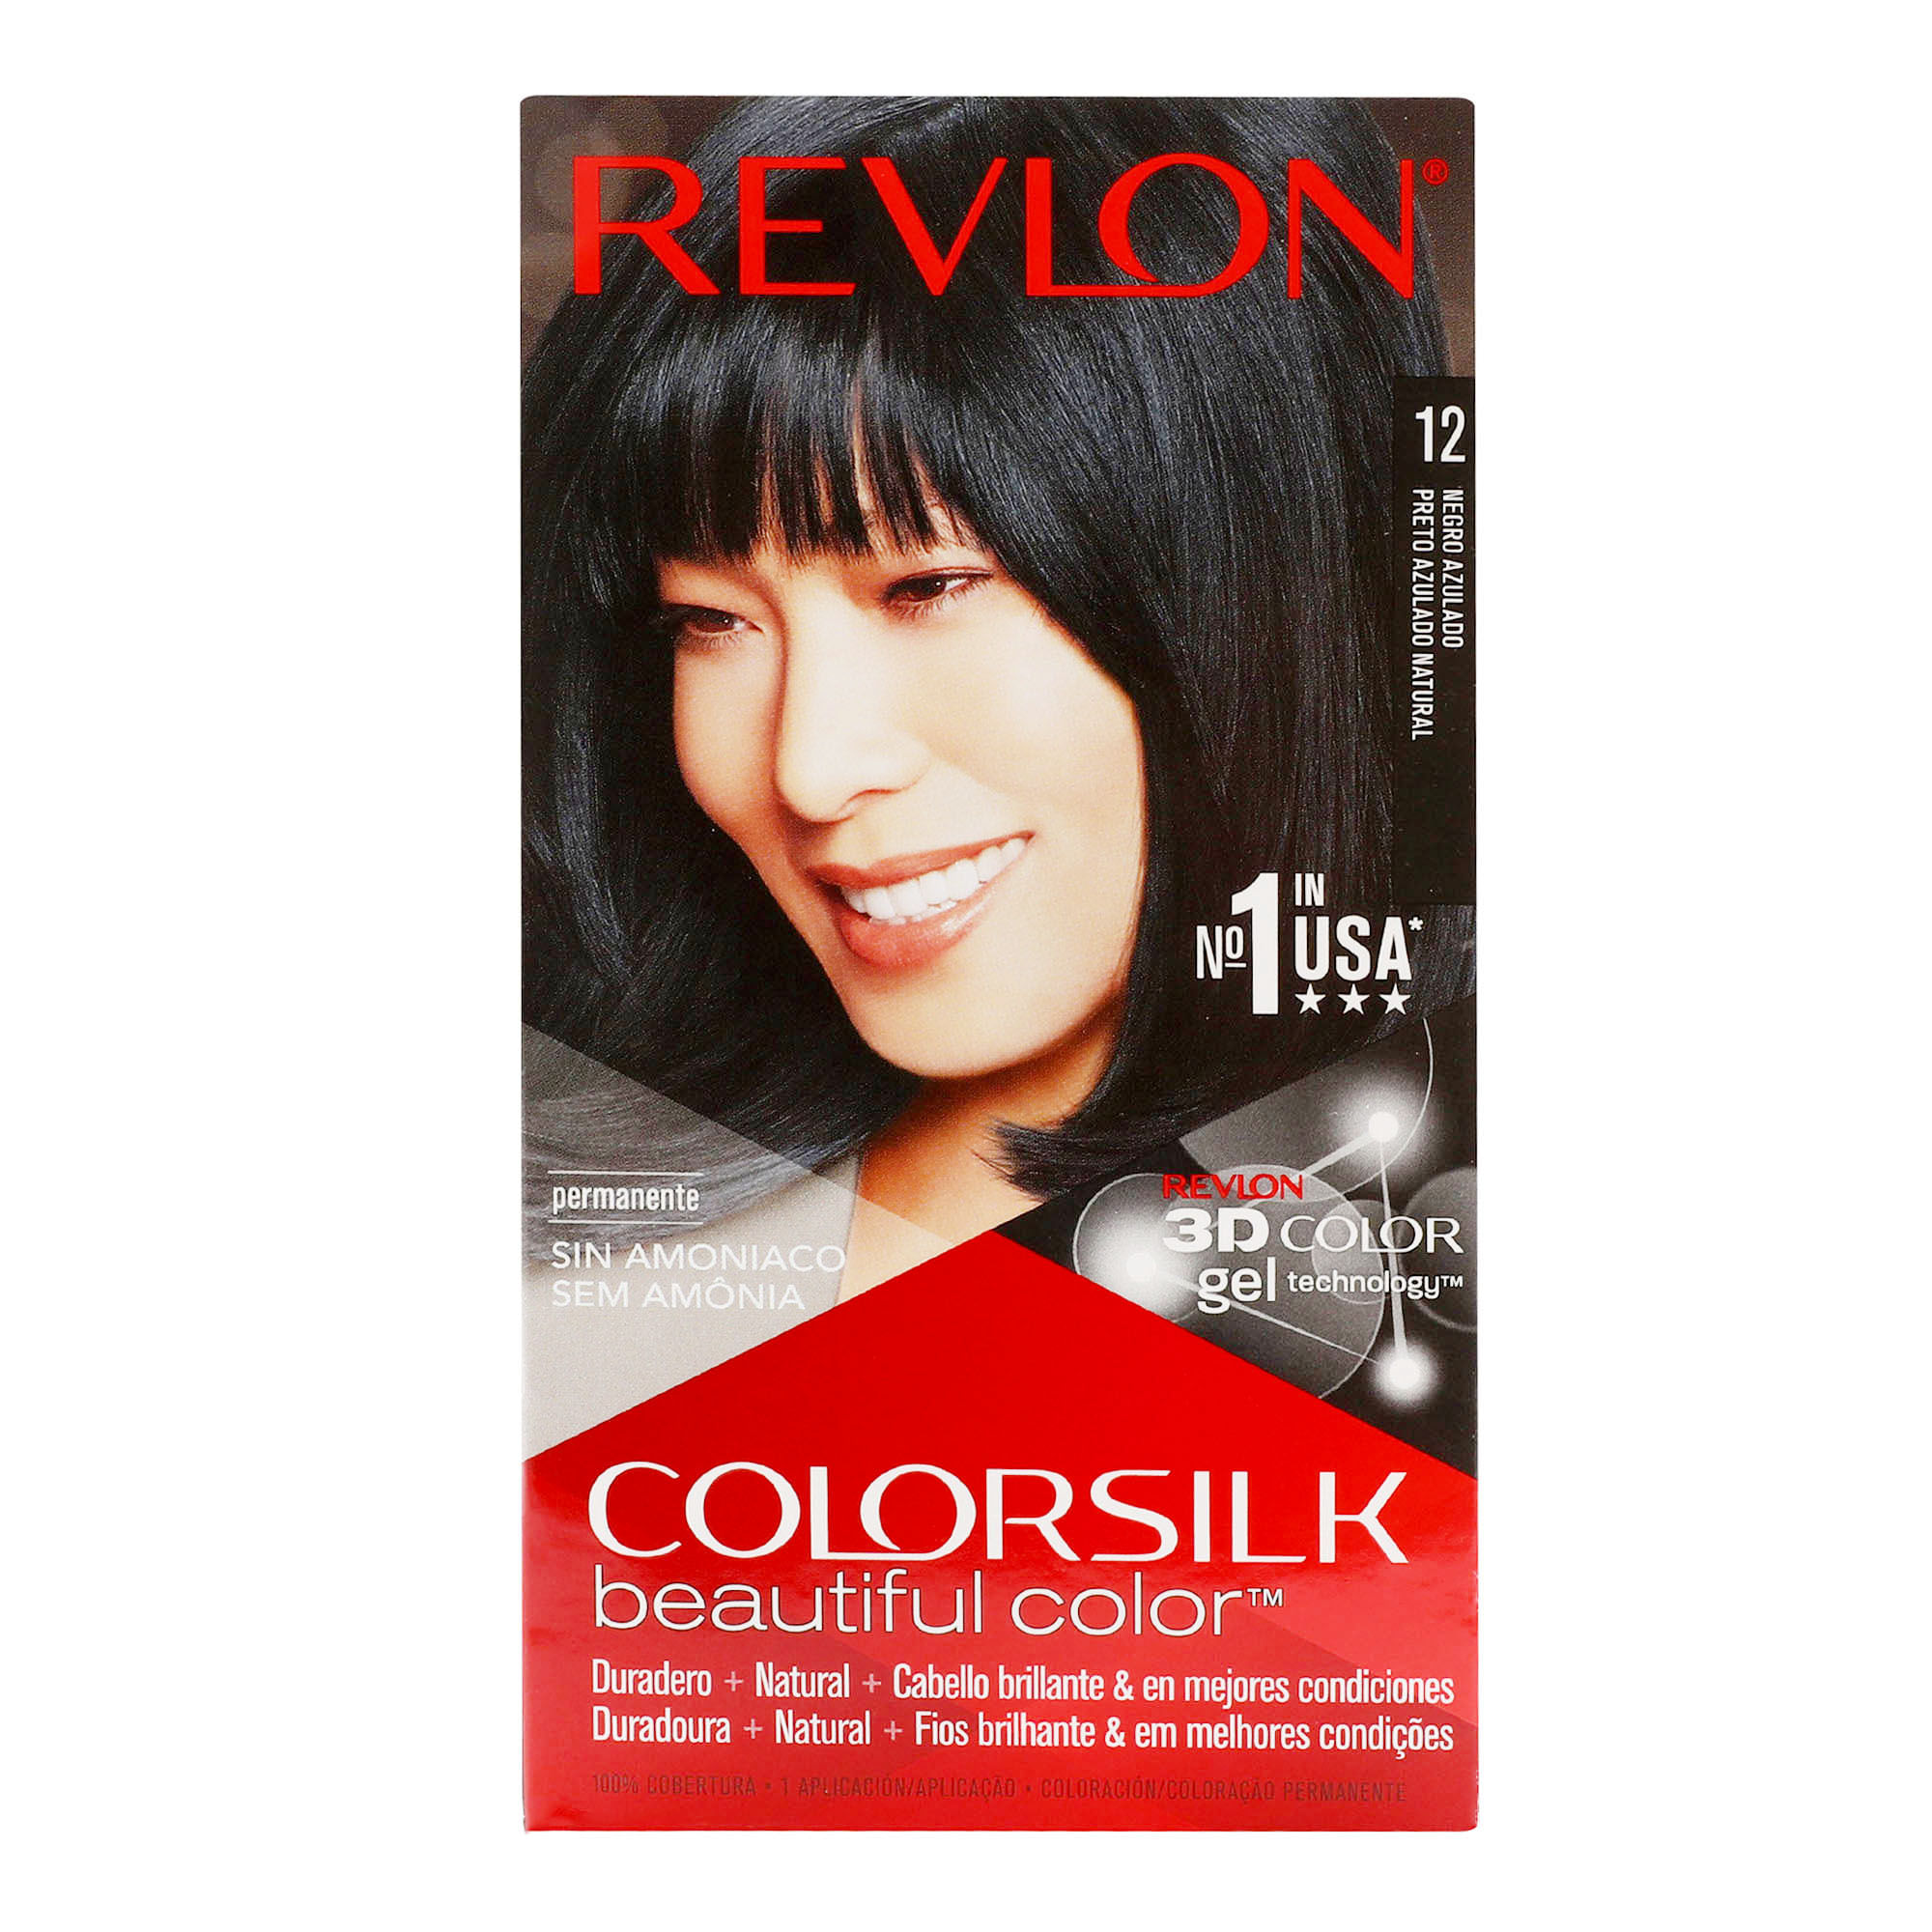 REVLON®
12
NEGRO AZULADO
PRETO AZULADO NATURAL
Nº1 IN
USA*
permanente
SIN AMONIACO
SEM AMÔNIA
REVLON
3D COLOR
gel technology™
COLORSILK
beautiful color™
Duradero + Natural + Cabello brillante & en mejores condiciones
Duradoura + Natural + Fios brilhante & em melhores condições
100% COBERTURA • 1 APLICACIÓN/APLICAÇÃO • COLORACIÓN/COLORAÇÃO PERMANENTE